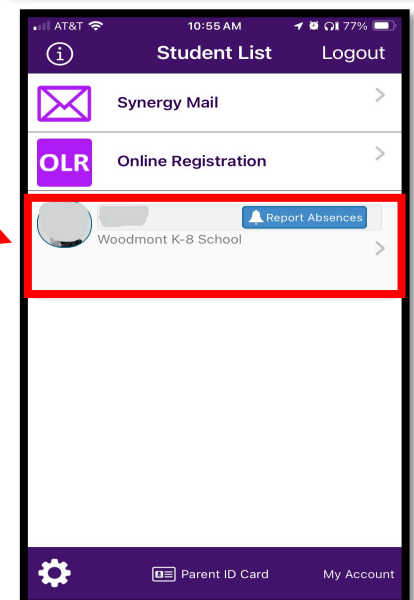 AT&T 10:55 AM 77%
i Student List Logout
Synergy Mail
OLR Online Registration
Report Absences
Woodmont K-8 School
Parent ID Card My Account